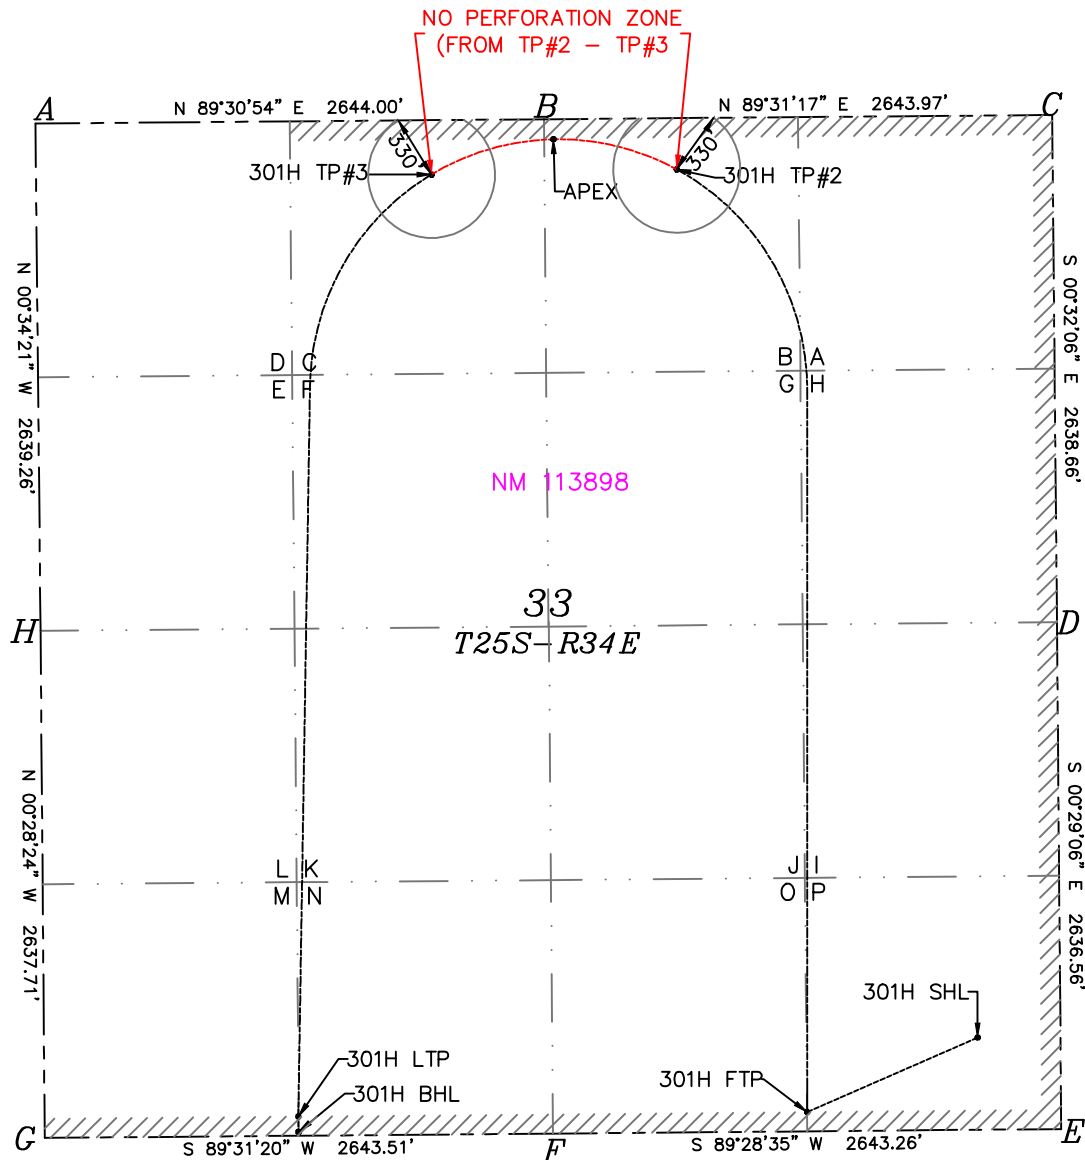 NO PERFORATION ZONE
(FROM TP#2 – TP#3
A
N 89°30'54" E 2644.00'
B
N 89°31'17" E 2643.97'
C
330'
330'
301H TP#3
301H TP#2
APEX
N 00°34'21" W 2639.26'
S 00°32'06" E 2638.66'
D C
E F
B A
G H
NM 113898
33
T25S–R34E
H
D
N 00°28'24" W 2637.71'
S 00°29'06" E 2636.56'
L K
M N
J I
O P
301H SHL
301H LTP
301H BHL
301H FTP
G
S 89°31'20" W 2643.51'
F
S 89°28'35" W 2643.26'
E